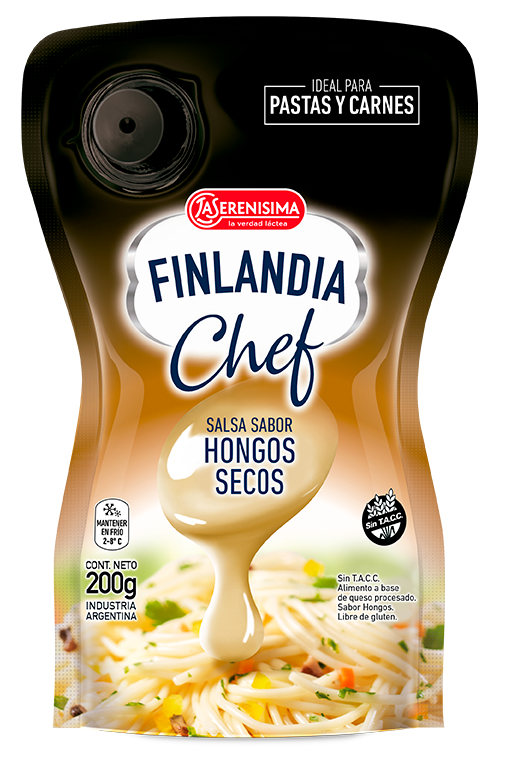 IDEAL PARA
PASTAS Y CARNES
LA SERENISIMA
la verdad láctea
FINLANDIA
Chef
SALSA SABOR
HONGOS
SECOS
MANTENER
EN FRÍO
2-8° C
CONT. NETO
200g
INDUSTRIA
ARGENTINA
Sin T.A.C.C.
Sin T.A.C.C.
Alimento a base
de queso procesado.
Sabor Hongos.
Libre de gluten.